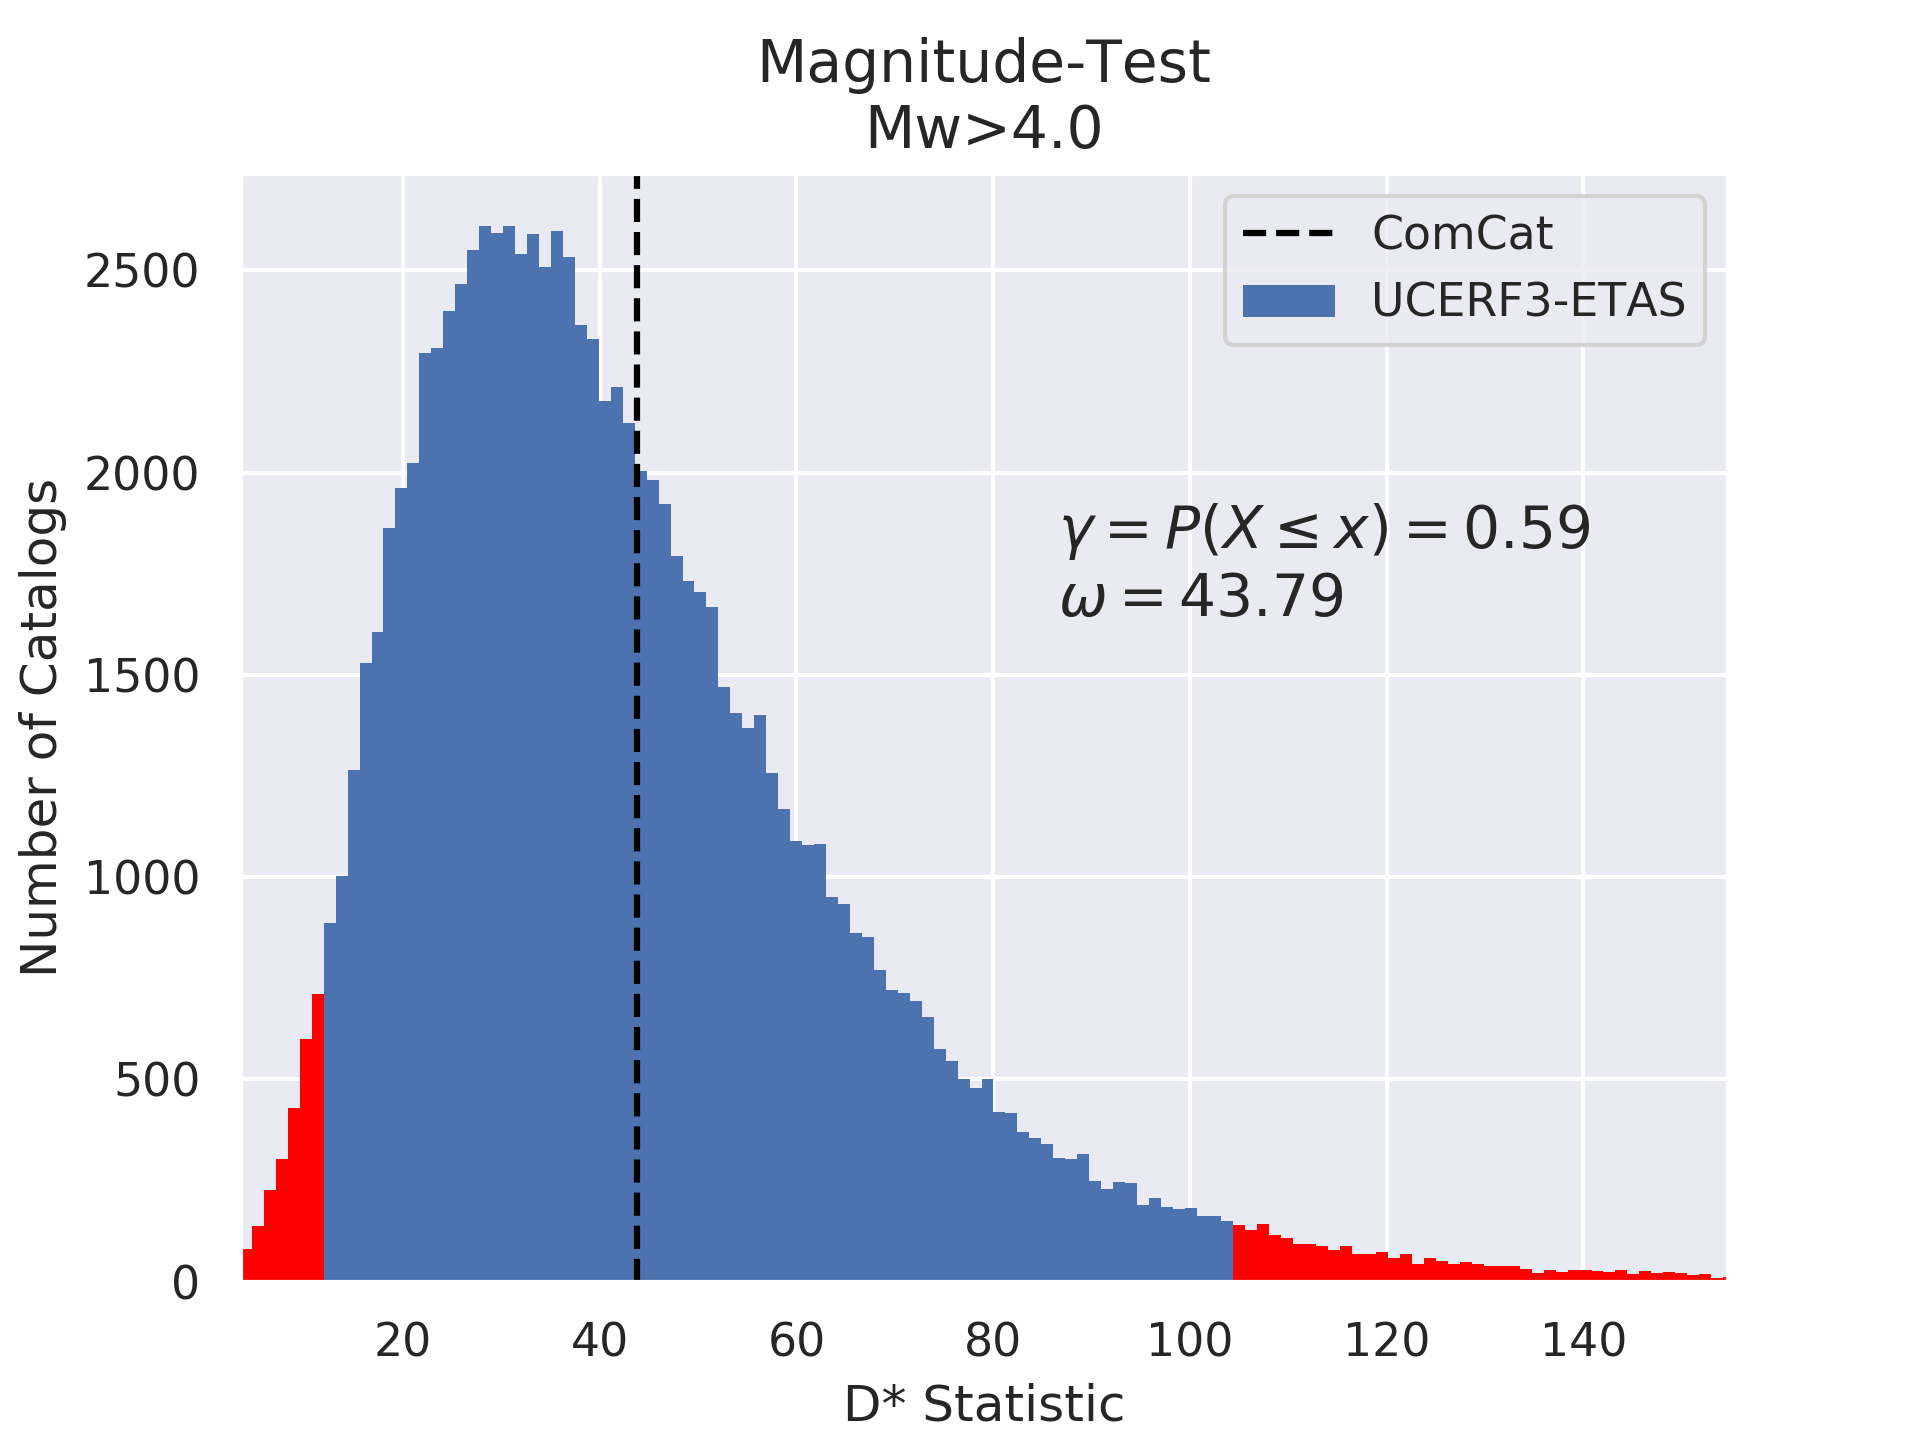 Magnitude-Test
Mw>4.0
ComCat
UCERF3-ETAS
γ = P(X ≤ x) = 0.59
ω = 43.79
Number of Catalogs
2500
2000
1500
1000
500
0
20 40 60 80 100 120 140
D* Statistic